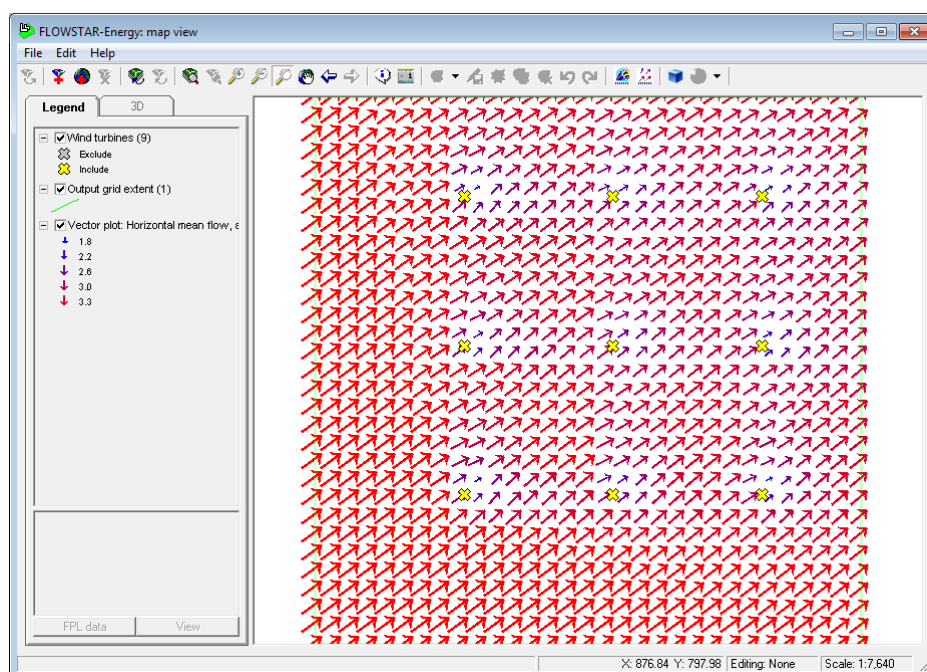 FLOWSTAR-Energy: map view
File Edit Help
Legend 3D
Wind turbines (9)
Exclude
Include
Output grid extent (1)
Vector plot: Horizontal mean flow, a
1.8
2.2
2.6
3.0
3.3
FPL data View
X: 876.84 Y: 797.98 Editing: None Scale: 1:7,640